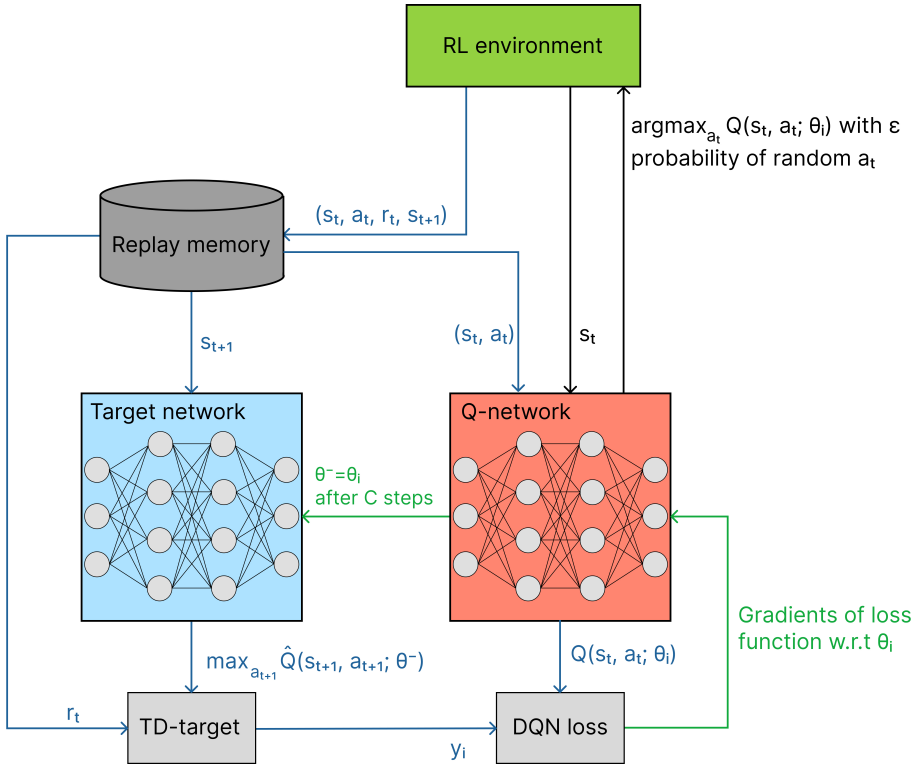 RL environment
argmaxₐₜ Q(sₜ, aₜ; θᵢ) with ε
probability of random aₜ
(sₜ, aₜ, rₜ, sₜ₊₁)
Replay memory
sₜ₊₁
(sₜ, aₜ)
sₜ
Target network
Q-network
θ⁻=θᵢ
after C steps
Gradients of loss
function w.r.t θᵢ
maxₐₜ₊₁ Q̂(sₜ₊₁, aₜ₊₁; θ⁻)
Q(sₜ, aₜ; θᵢ)
rₜ
TD-target
DQN loss
yᵢ